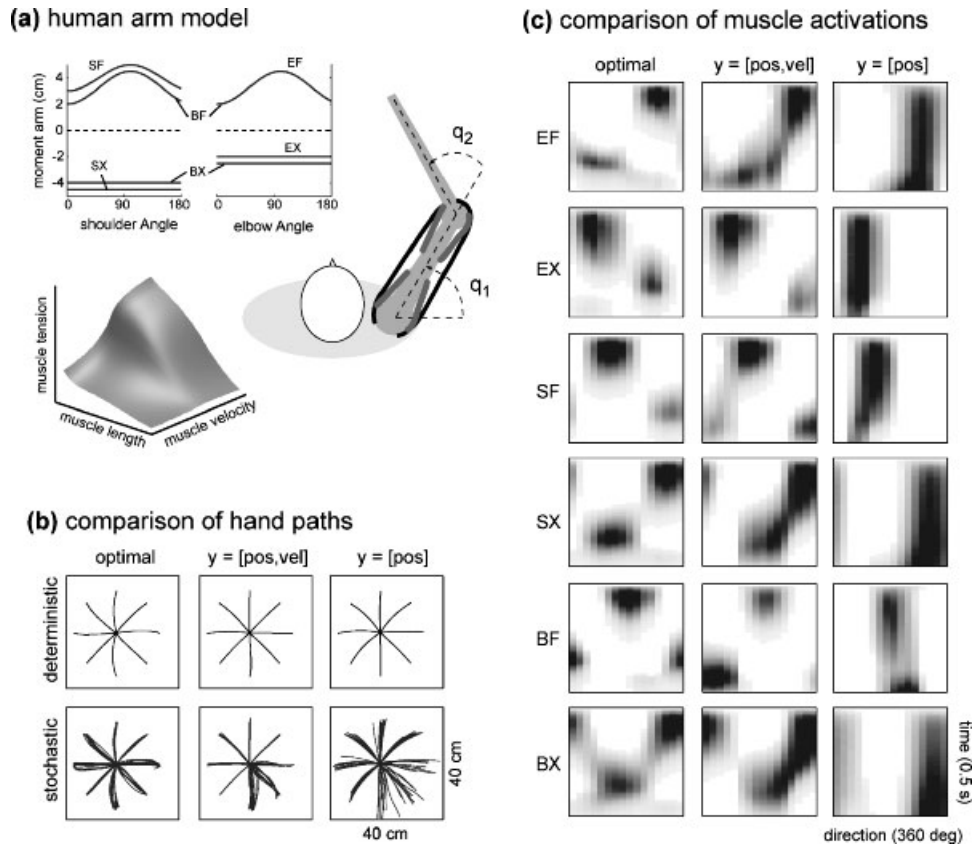 (a) human arm model
moment arm (cm)
4
2
0
-2
-4
SF
BF
SX
BX
EF
EX
0 90 180
0 90 180
shoulder Angle
elbow Angle
q2
q1
muscle tension
muscle length
muscle velocity
(b) comparison of hand paths
optimal
y = [pos,vel]
y = [pos]
deterministic
stochastic
40 cm
40 cm
(c) comparison of muscle activations
optimal
y = [pos,vel]
y = [pos]
EF
EX
SF
SX
BF
BX
time (0.5 s)
direction (360 deg)